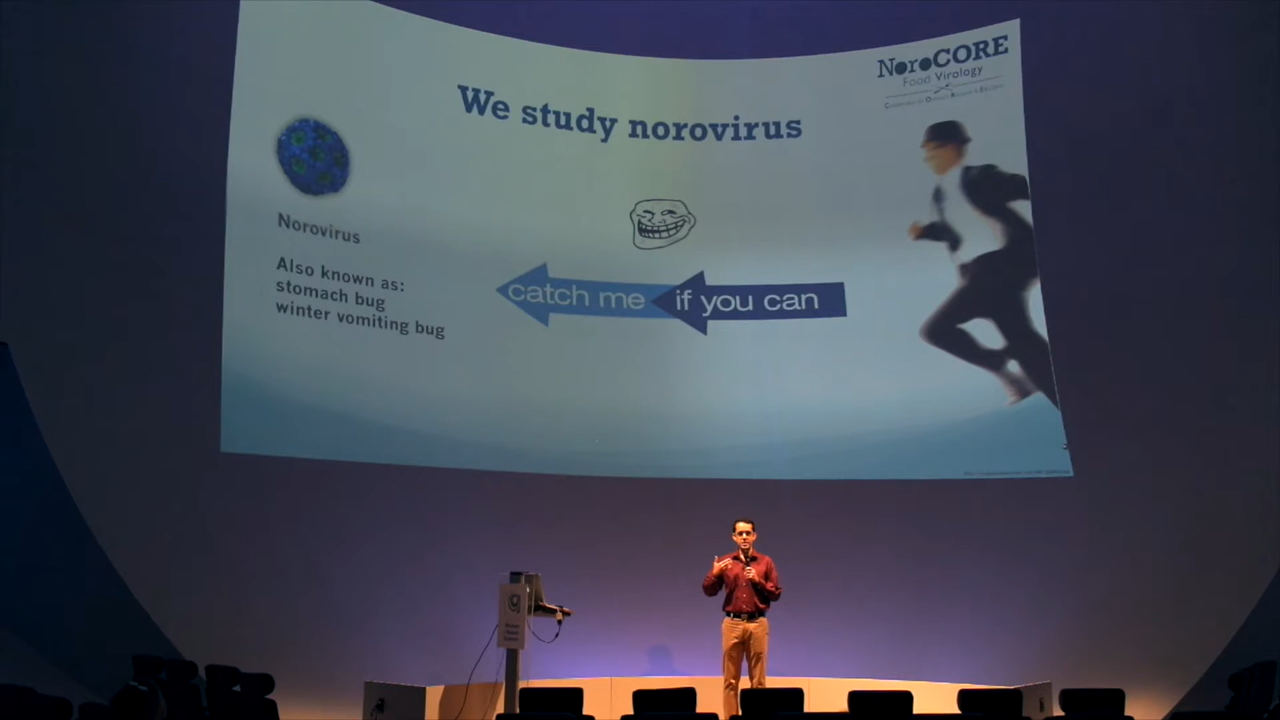 NoroCORE
Food Virology
We study norovirus
Norovirus
Also known as:
stomach bug
winter vomiting bug
catch me if you can